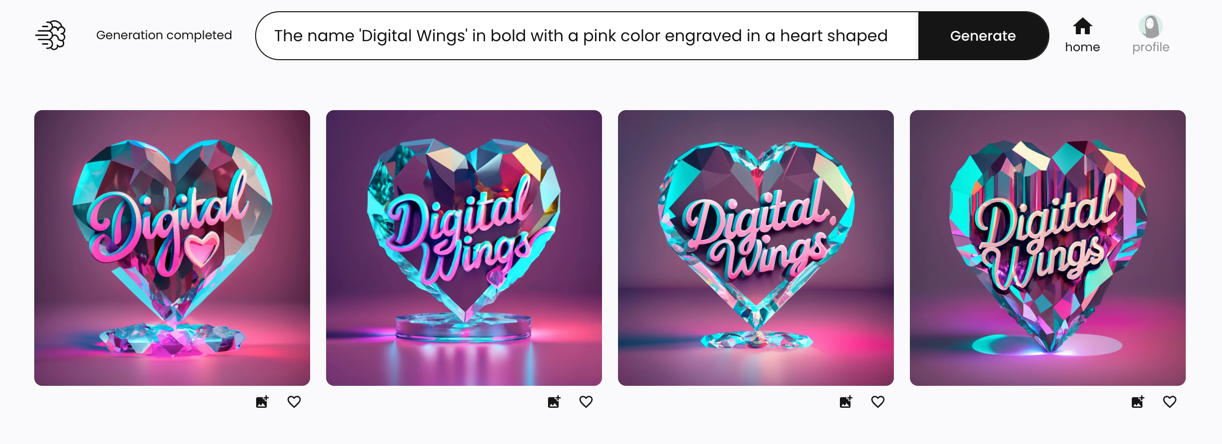 Generation completed
The name 'Digital Wings' in bold with a pink color engraved in a heart shaped
Generate
home
profile
Digital
Digital
Wings
Digital.
Wings
Digital
Wings